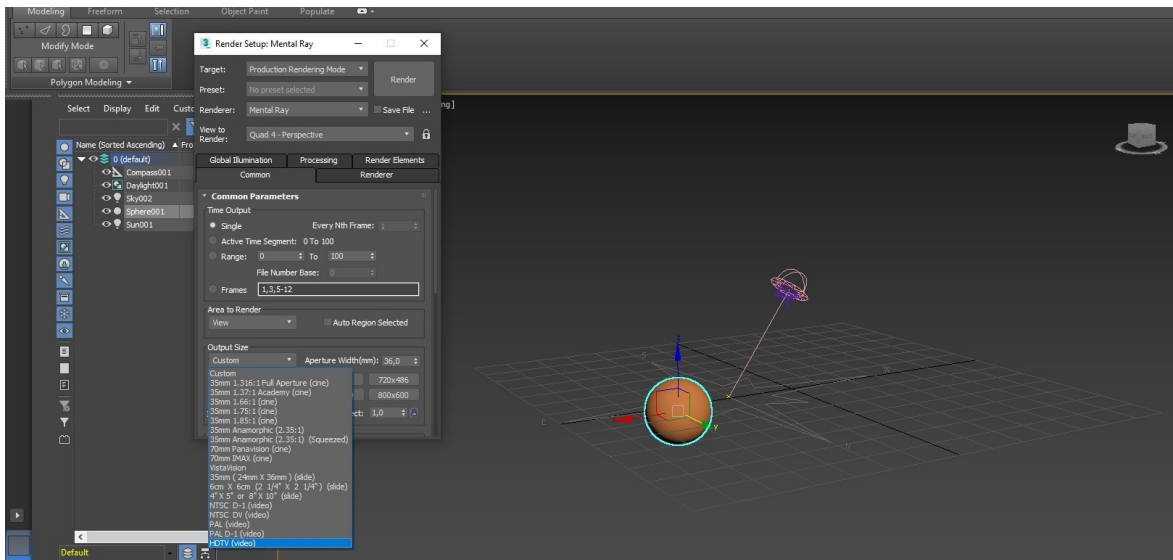 Modeling Freeform Selection Object Paint Populate
Modify Mode
Polygon Modeling
Select Display Edit Custo
Name (Sorted Ascending) ▲ Fro
0 (default)
Compass001
Daylight001
Sky002
Sphere001
Sun001
Default
3 Render Setup: Mental Ray
Target: Production Rendering Mode
Render
Preset: No preset selected
Renderer: Mental Ray Save File ...
View to
Render: Quad 4 - Perspective
Global Illumination Processing Render Elements
Common Renderer
Common Parameters
Time Output
Single Every Nth Frame: 1
Active Time Segment: 0 To 100
Range: 0 To 100
File Number Base: 0
Frames 1,3,5-12
Area to Render
View Auto Region Selected
Output Size
Custom Aperture Width(mm): 36,0
720x486
800x600
ect: 1,0
Custom
35mm 1.316:1 Full Aperture (cine)
35mm 1.37:1 Academy (cine)
35mm 1.66:1 (cine)
35mm 1.75:1 (cine)
35mm 1.85:1 (cine)
35mm Anamorphic (2.35:1)
35mm Anamorphic (2.35:1) (Squeezed)
70mm Panavision (cine)
70mm IMAX (cine)
VistaVision
35mm ( 24mm X 36mm ) (slide)
6cm X 6cm (2 1/4" X 2 1/4") (slide)
4" X 5" or 8" X 10" (slide)
NTSC D-1 (video)
NTSC DV (video)
PAL (video)
PAL D-1 (video)
HDTV (video)
ng ]
S
W
E
N
z
y